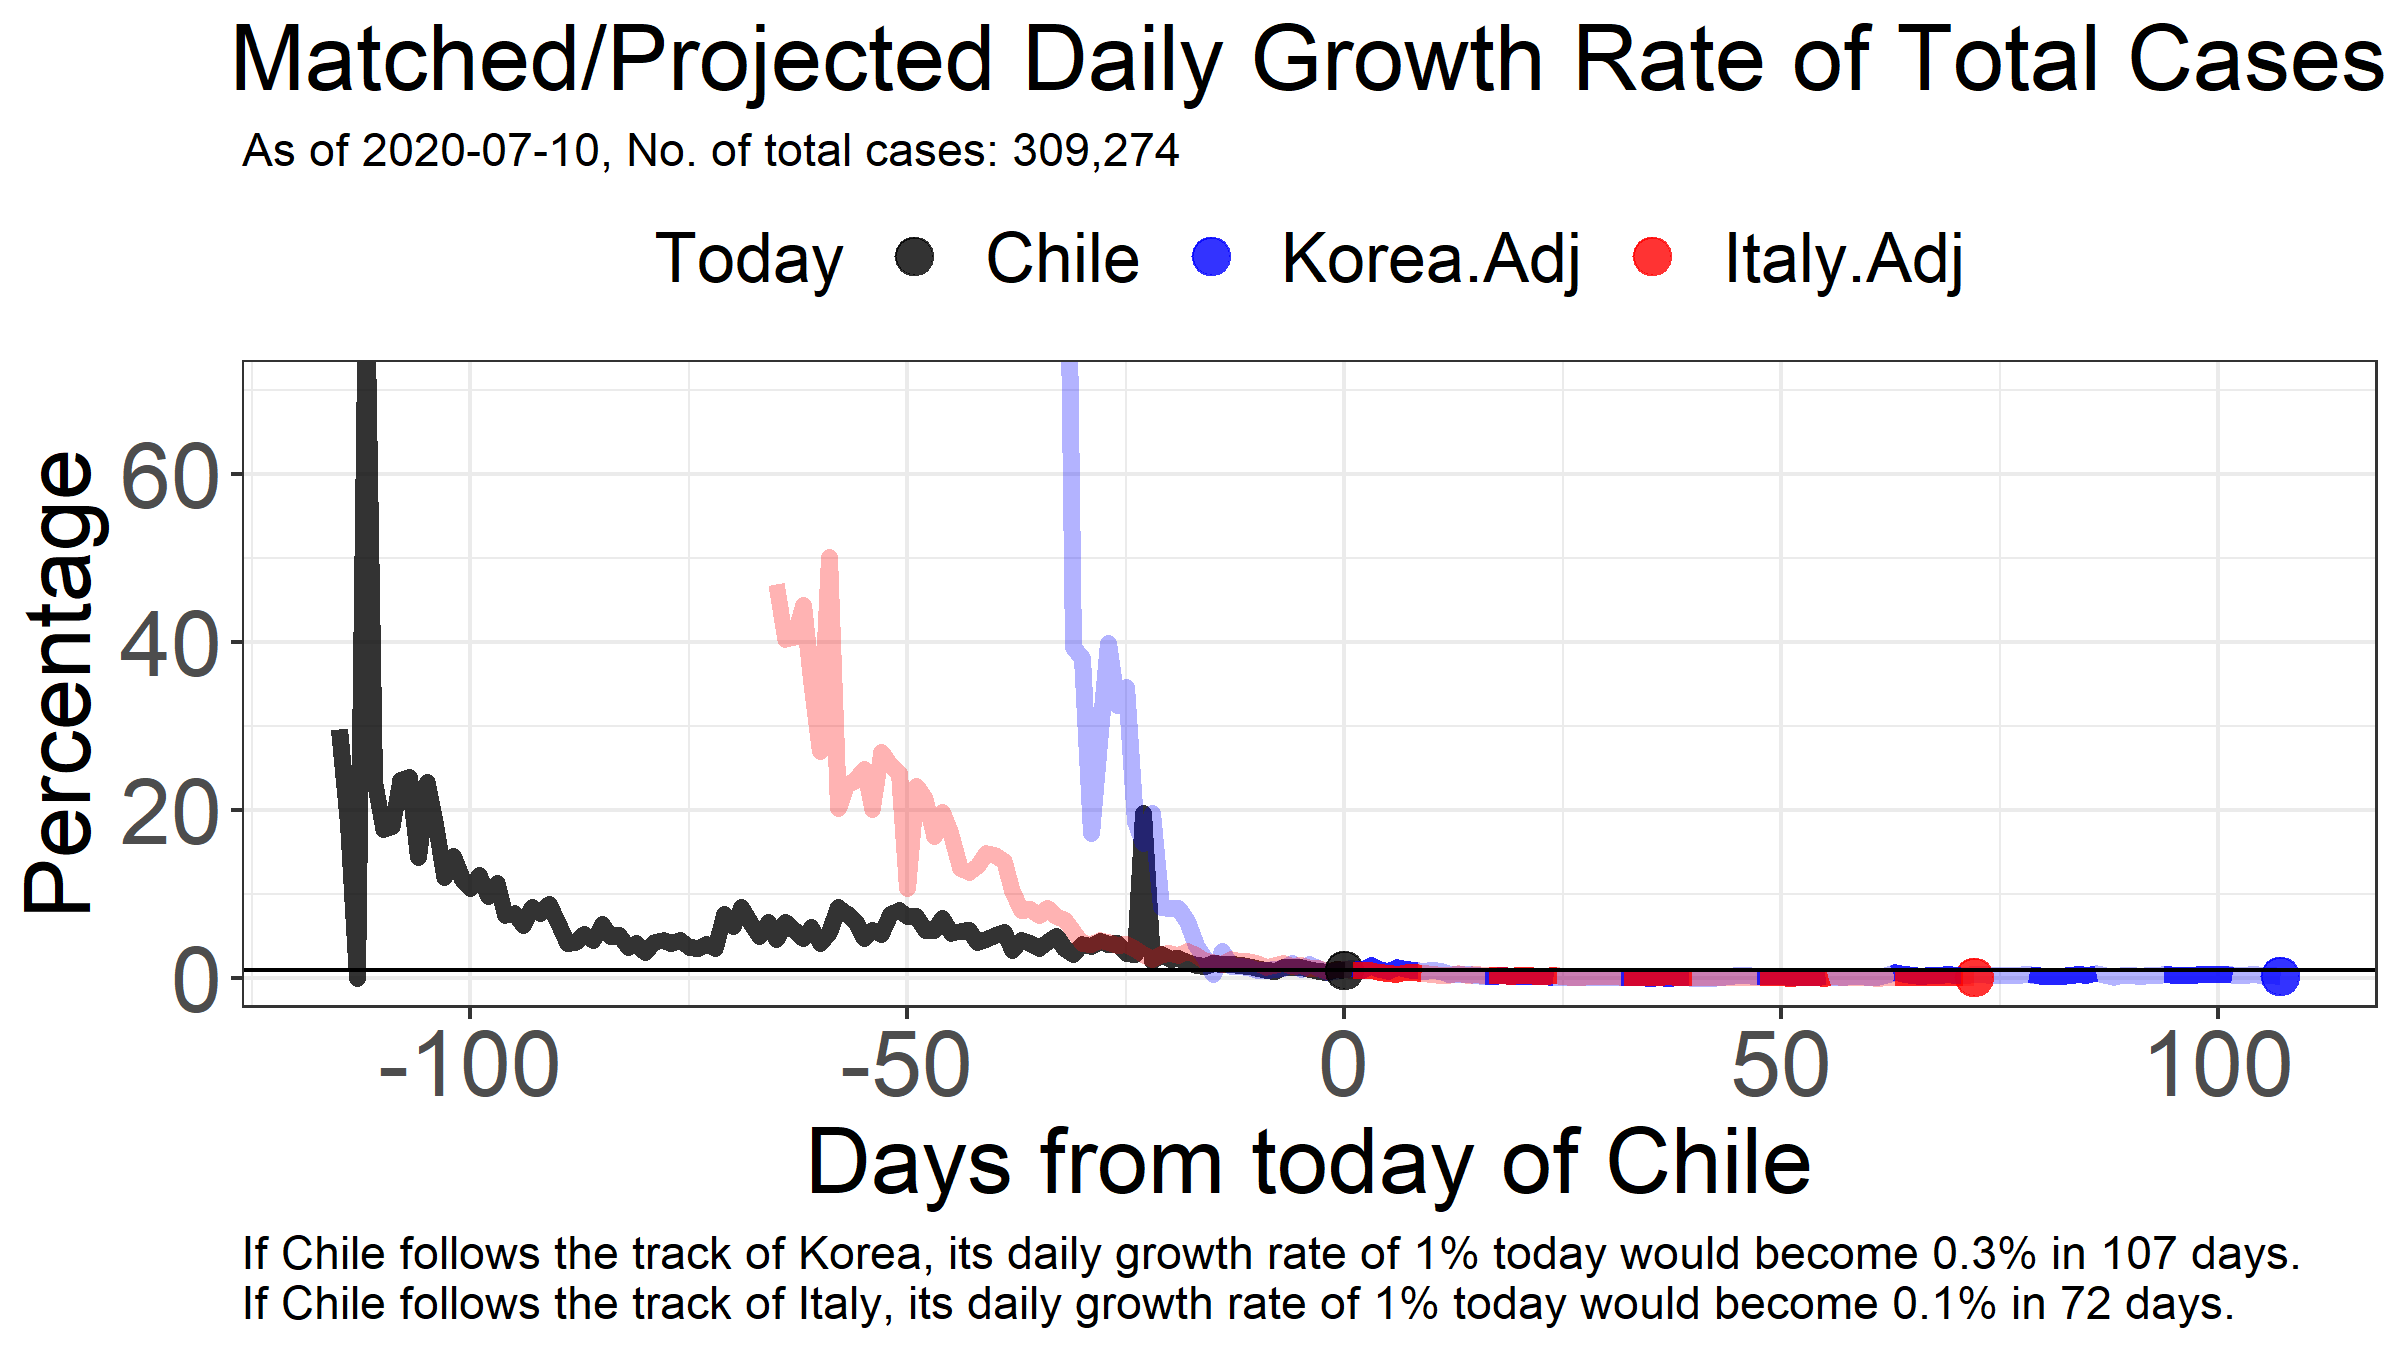 Matched/Projected Daily Growth Rate of Total Cases
As of 2020-07-10, No. of total cases: 309,274
Today Chile Korea.Adj Italy.Adj
Percentage
60
40
20
0
-100 -50 0 50 100
Days from today of Chile
If Chile follows the track of Korea, its daily growth rate of 1% today would become 0.3% in 107 days.
If Chile follows the track of Italy, its daily growth rate of 1% today would become 0.1% in 72 days.